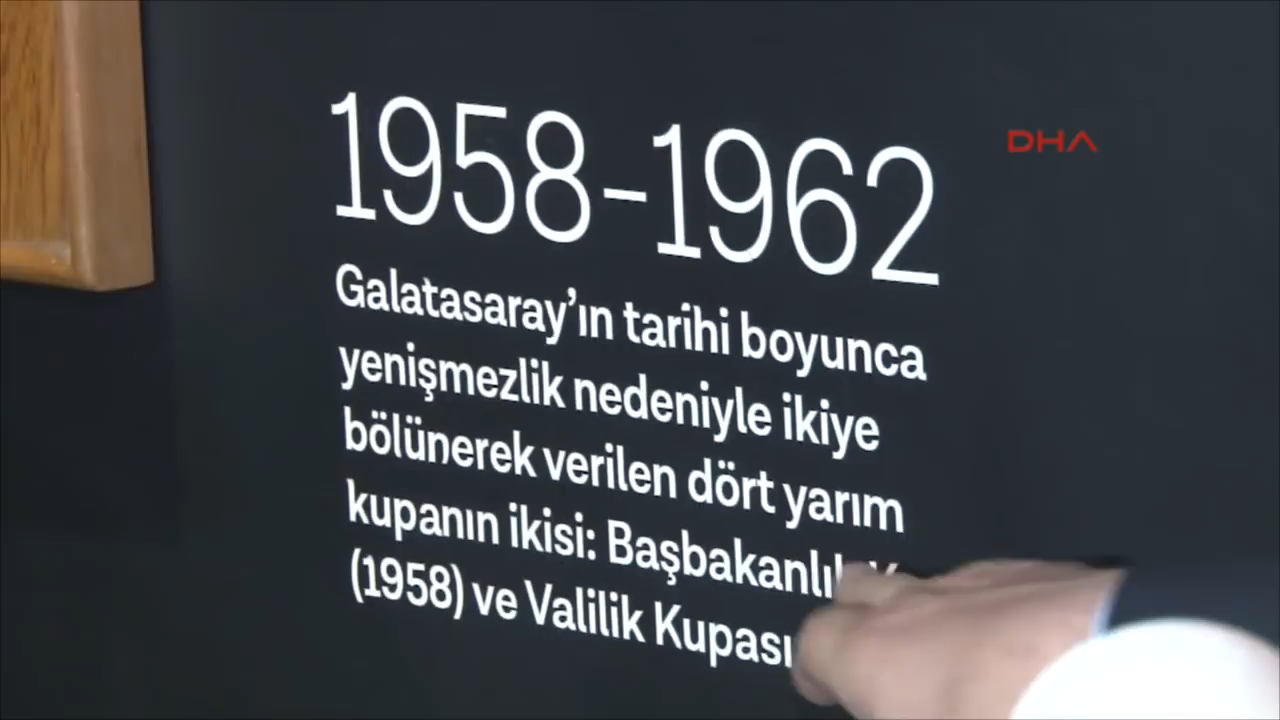 1958-1962
DHA
Galatasaray’ın tarihi boyunca
yenişmezlik nedeniyle ikiye
bölünerek verilen dört yarım
kupanın ikisi:
(1958) ve Valilik Kupası